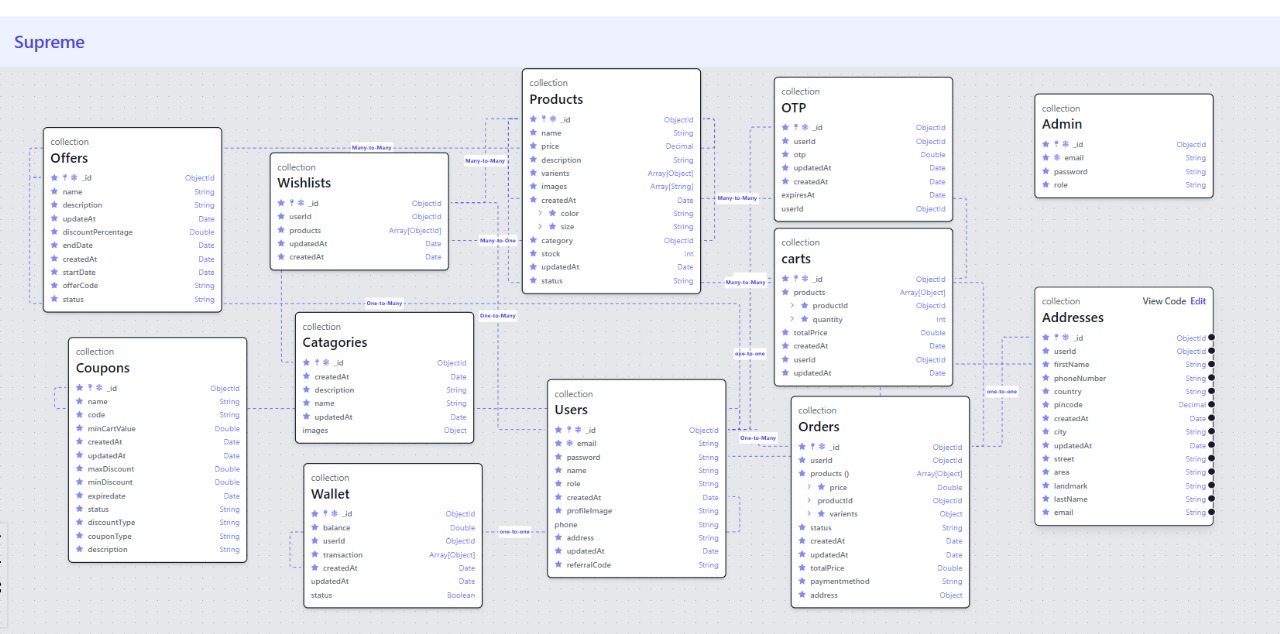 Supreme
collection
Offers
_id ObjectId
name String
description String
updateAt Date
discountPercentage Double
endDate Date
createdAt Date
startDate Date
offerCode String
status String
collection
Coupons
_id ObjectId
name String
code String
minCartValue Double
createdAt Date
updatedAt Date
maxDiscount Double
minDiscount Double
expiredate Date
status String
discountType String
couponType String
description String
collection
Wishlists
_id ObjectId
userId ObjectId
products Array[ObjectId]
updatedAt Date
createdAt Date
collection
Catagories
_id ObjectId
createdAt Date
description String
name String
updatedAt Date
images Object
collection
Wallet
_id ObjectId
balance Double
userId ObjectId
transaction Array[Object]
createdAt Date
updatedAt Date
status Boolean
collection
Products
_id ObjectId
name String
price Decimal
description String
varients Array[Object]
images Array[String]
createdAt Date
color String
size String
category ObjectId
stock Int
updatedAt Date
status String
collection
Users
_id ObjectId
email String
password String
name String
role String
createdAt Date
profileImage String
phone String
address String
updatedAt Date
referralCode String
collection
OTP
_id ObjectId
userId ObjectId
otp Double
updatedAt Date
createdAt Date
expiresAt Date
userId ObjectId
collection
carts
_id ObjectId
products Array[Object]
productId ObjectId
quantity Int
totalPrice Double
createdAt Date
userId ObjectId
updatedAt Date
collection
Orders
_id ObjectId
userId ObjectId
products () Array[Object]
price Double
productId ObjectId
varients Object
status String
createdAt Date
updatedAt Date
totalPrice Double
paymentmethod String
address Object
collection
Admin
_id ObjectId
email String
password String
role String
collection View Code Edit
Addresses
_id ObjectId
userId ObjectId
firstName String
phoneNumber String
country String
pincode Decimal
createdAt Date
city String
updatedAt Date
street String
area String
landmark String
lastName String
email String
Many-to-Many
Many-to-Many
Many-to-One
One-to-Many
One-to-Many
Many-to-Many
Many-to-Many
one-to-one
One-to-Many
one-to-one
one-to-one